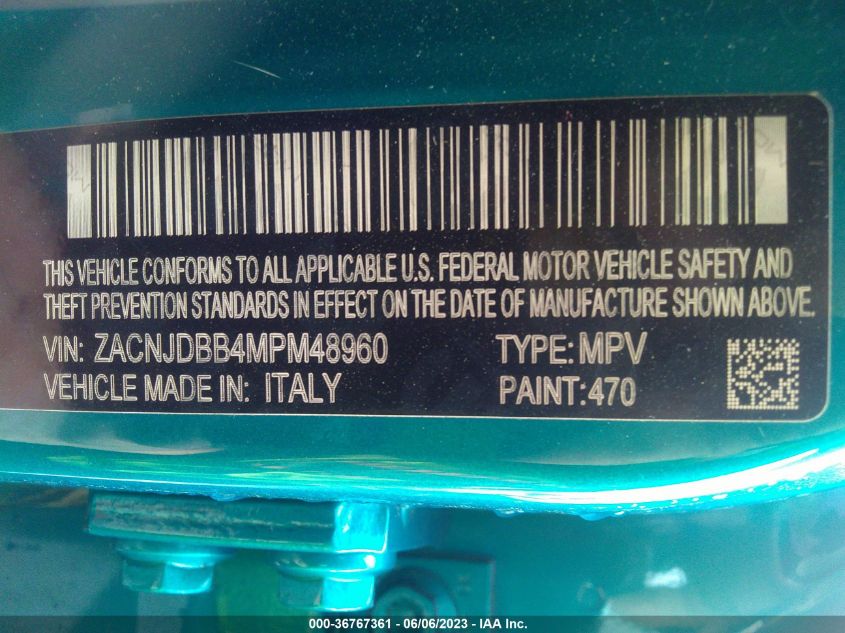 THIS VEHICLE CONFORMS TO ALL APPLICABLE U.S. FEDERAL MOTOR VEHICLE SAFETY AND
THEFT PREVENTION STANDARDS IN EFFECT ON THE DATE OF MANUFACTURE SHOWN ABOVE.
VIN: ZACNJDBB4MPM48960 TYPE: MPV
VEHICLE MADE IN: ITALY PAINT:470
000-36767361 - 06/06/2023 - IAA Inc.